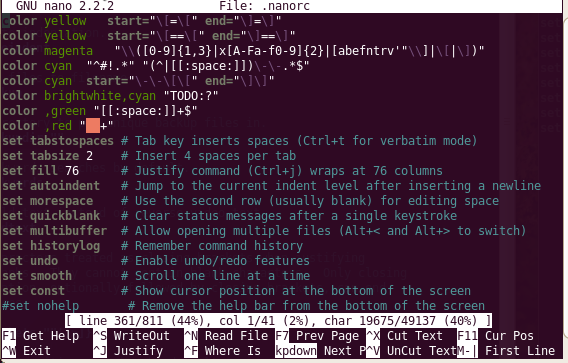 GNU nano 2.2.2 File: .nanorc
color yellow start="\[=\[" end="\]=\]"
color yellow start="\[==\[" end="\]==\]"
color magenta "\\([0-9]{1,3}|x[A-Fa-f0-9]{2}|[abefntrv'"\\]|\[|\])"
color cyan "^#!.*" "(^|[[:space:]])\-\-.*$"
color cyan start="\-\-\[\[" end="\]\]"
color brightwhite,cyan "TODO:?"
color ,green "[[:space:]]+$"
color ,red " +"
set tabstospaces # Tab key inserts spaces (Ctrl+t for verbatim mode)
set tabsize 2 # Insert 4 spaces per tab
set fill 76 # Justify command (Ctrl+j) wraps at 76 columns
set autoindent # Jump to the current indent level after inserting a newline
set morespace # Use the second row (usually blank) for editing space
set quickblank # Clear status messages after a single keystroke
set multibuffer # Allow opening multiple files (Alt+< and Alt+> to switch)
set historylog # Remember command history
set undo # Enable undo/redo features
set smooth # Scroll one line at a time
set const # Show cursor position at the bottom of the screen
#set nohelp # Remove the help bar from the bottom of the screen
[ line 361/811 (44%), col 1/41 (2%), char 19675/49137 (40%) ]
F1 Get Help ^S WriteOut ^N Read File F7 Prev Page ^X Cut Text F11 Cur Pos
^W Exit ^J Justify ^F Where Is kpdown Next P ^V UnCut Text M-| First Line